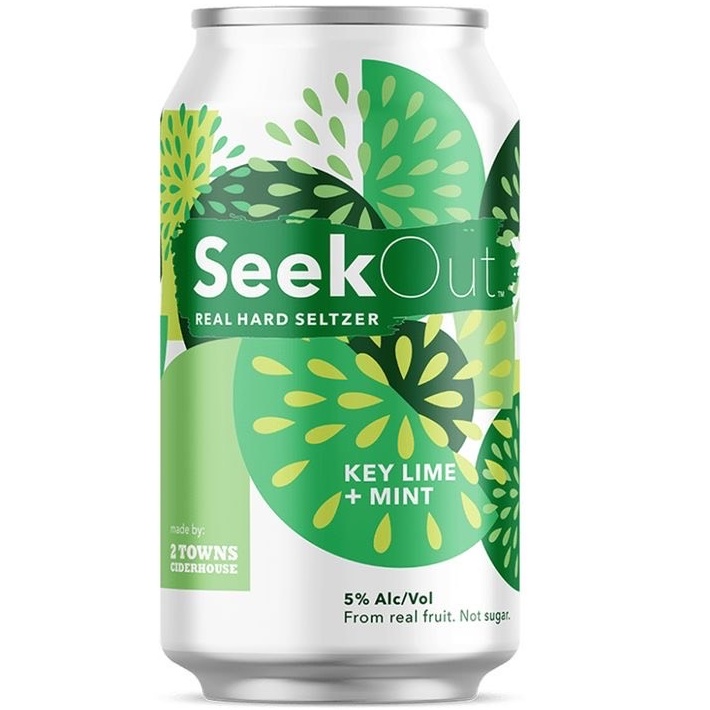 SeekOut™
REAL HARD SELTZER
KEY LIME
+ MINT
made by:
2 TOWNS
CIDERHOUSE
5% Alc/Vol
From real fruit. Not sugar.